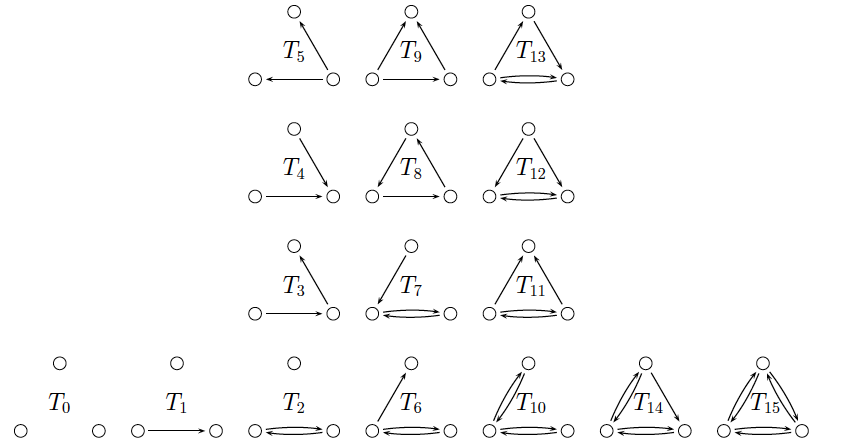 T₅ T₉ T₁₃
T₄ T₈ T₁₂
T₃ T₇ T₁₁
T₀ T₁ T₂ T₆ T₁₀ T₁₄ T₁₅